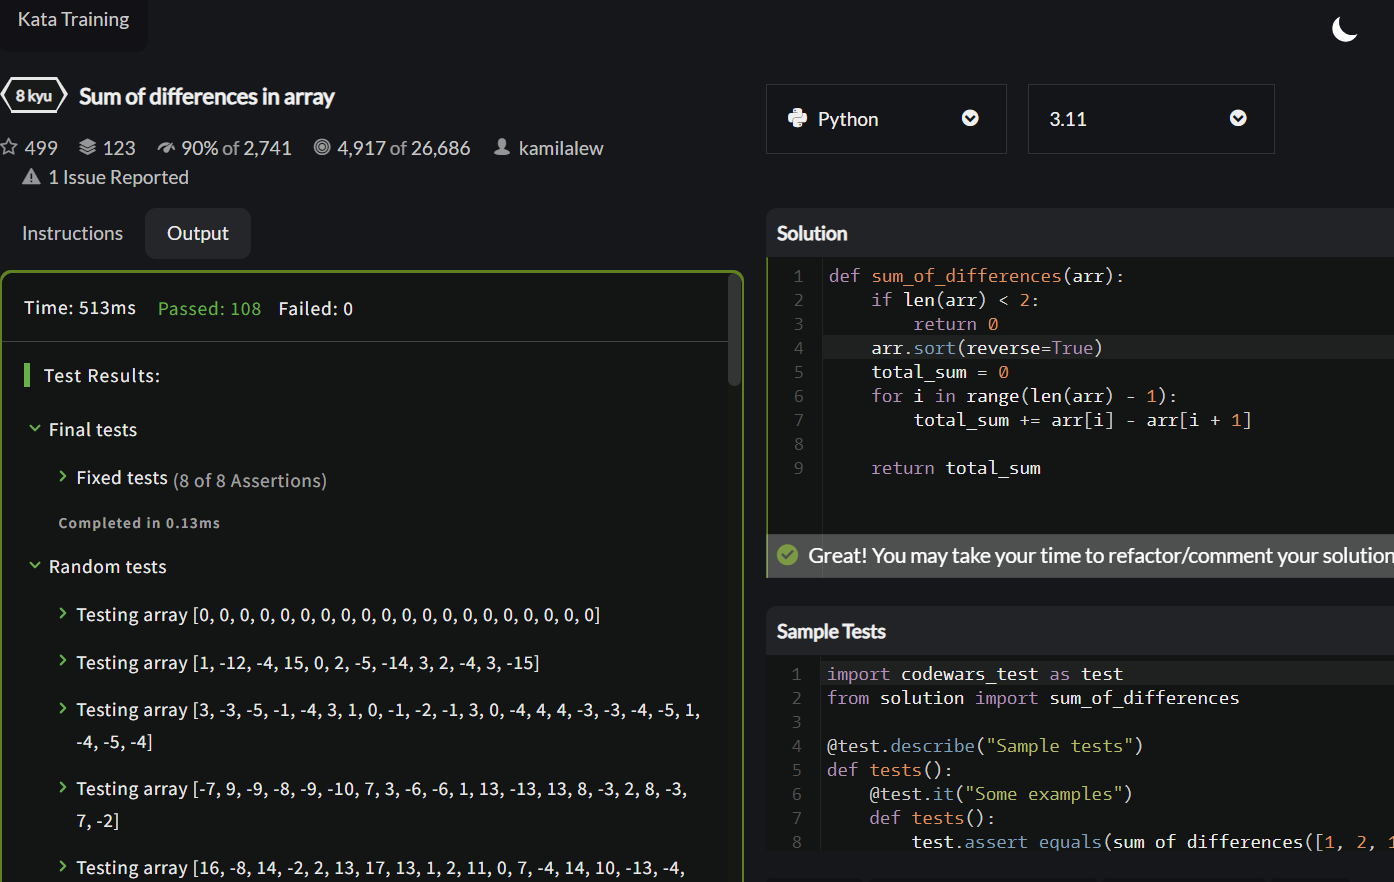 Kata Training
8 kyu Sum of differences in array
499 123 90% of 2,741 4,917 of 26,686 kamilalew
1 Issue Reported
Instructions Output
Time: 513ms Passed: 108 Failed: 0
Test Results:
Final tests
Fixed tests (8 of 8 Assertions)
Completed in 0.13ms
Random tests
Testing array [0, 0, 0, 0, 0, 0, 0, 0, 0, 0, 0, 0, 0, 0, 0, 0, 0, 0, 0, 0]
Testing array [1, -12, -4, 15, 0, 2, -5, -14, 3, 2, -4, 3, -15]
Testing array [3, -3, -5, -1, -4, 3, 1, 0, -1, -2, -1, 3, 0, -4, 4, 4, -3, -3, -4, -5, 1,
-4, -5, -4]
Testing array [-7, 9, -9, -8, -9, -10, 7, 3, -6, -6, 1, 13, -13, 13, 8, -3, 2, 8, -3,
7, -2]
Testing array [16, -8, 14, -2, 2, 13, 17, 13, 1, 2, 11, 0, 7, -4, 14, 10, -13, -4,
Python 3.11
Solution
1 def sum_of_differences(arr):
2     if len(arr) < 2:
3         return 0
4     arr.sort(reverse=True)
5     total_sum = 0
6     for i in range(len(arr) - 1):
7         total_sum += arr[i] - arr[i + 1]
8
9     return total_sum
Great! You may take your time to refactor/comment your solution
Sample Tests
1 import codewars_test as test
2 from solution import sum_of_differences
3
4 @test.describe("Sample tests")
5 def tests():
6     @test.it("Some examples")
7     def tests():
8         test.assert_equals(sum_of_differences([1, 2, 1